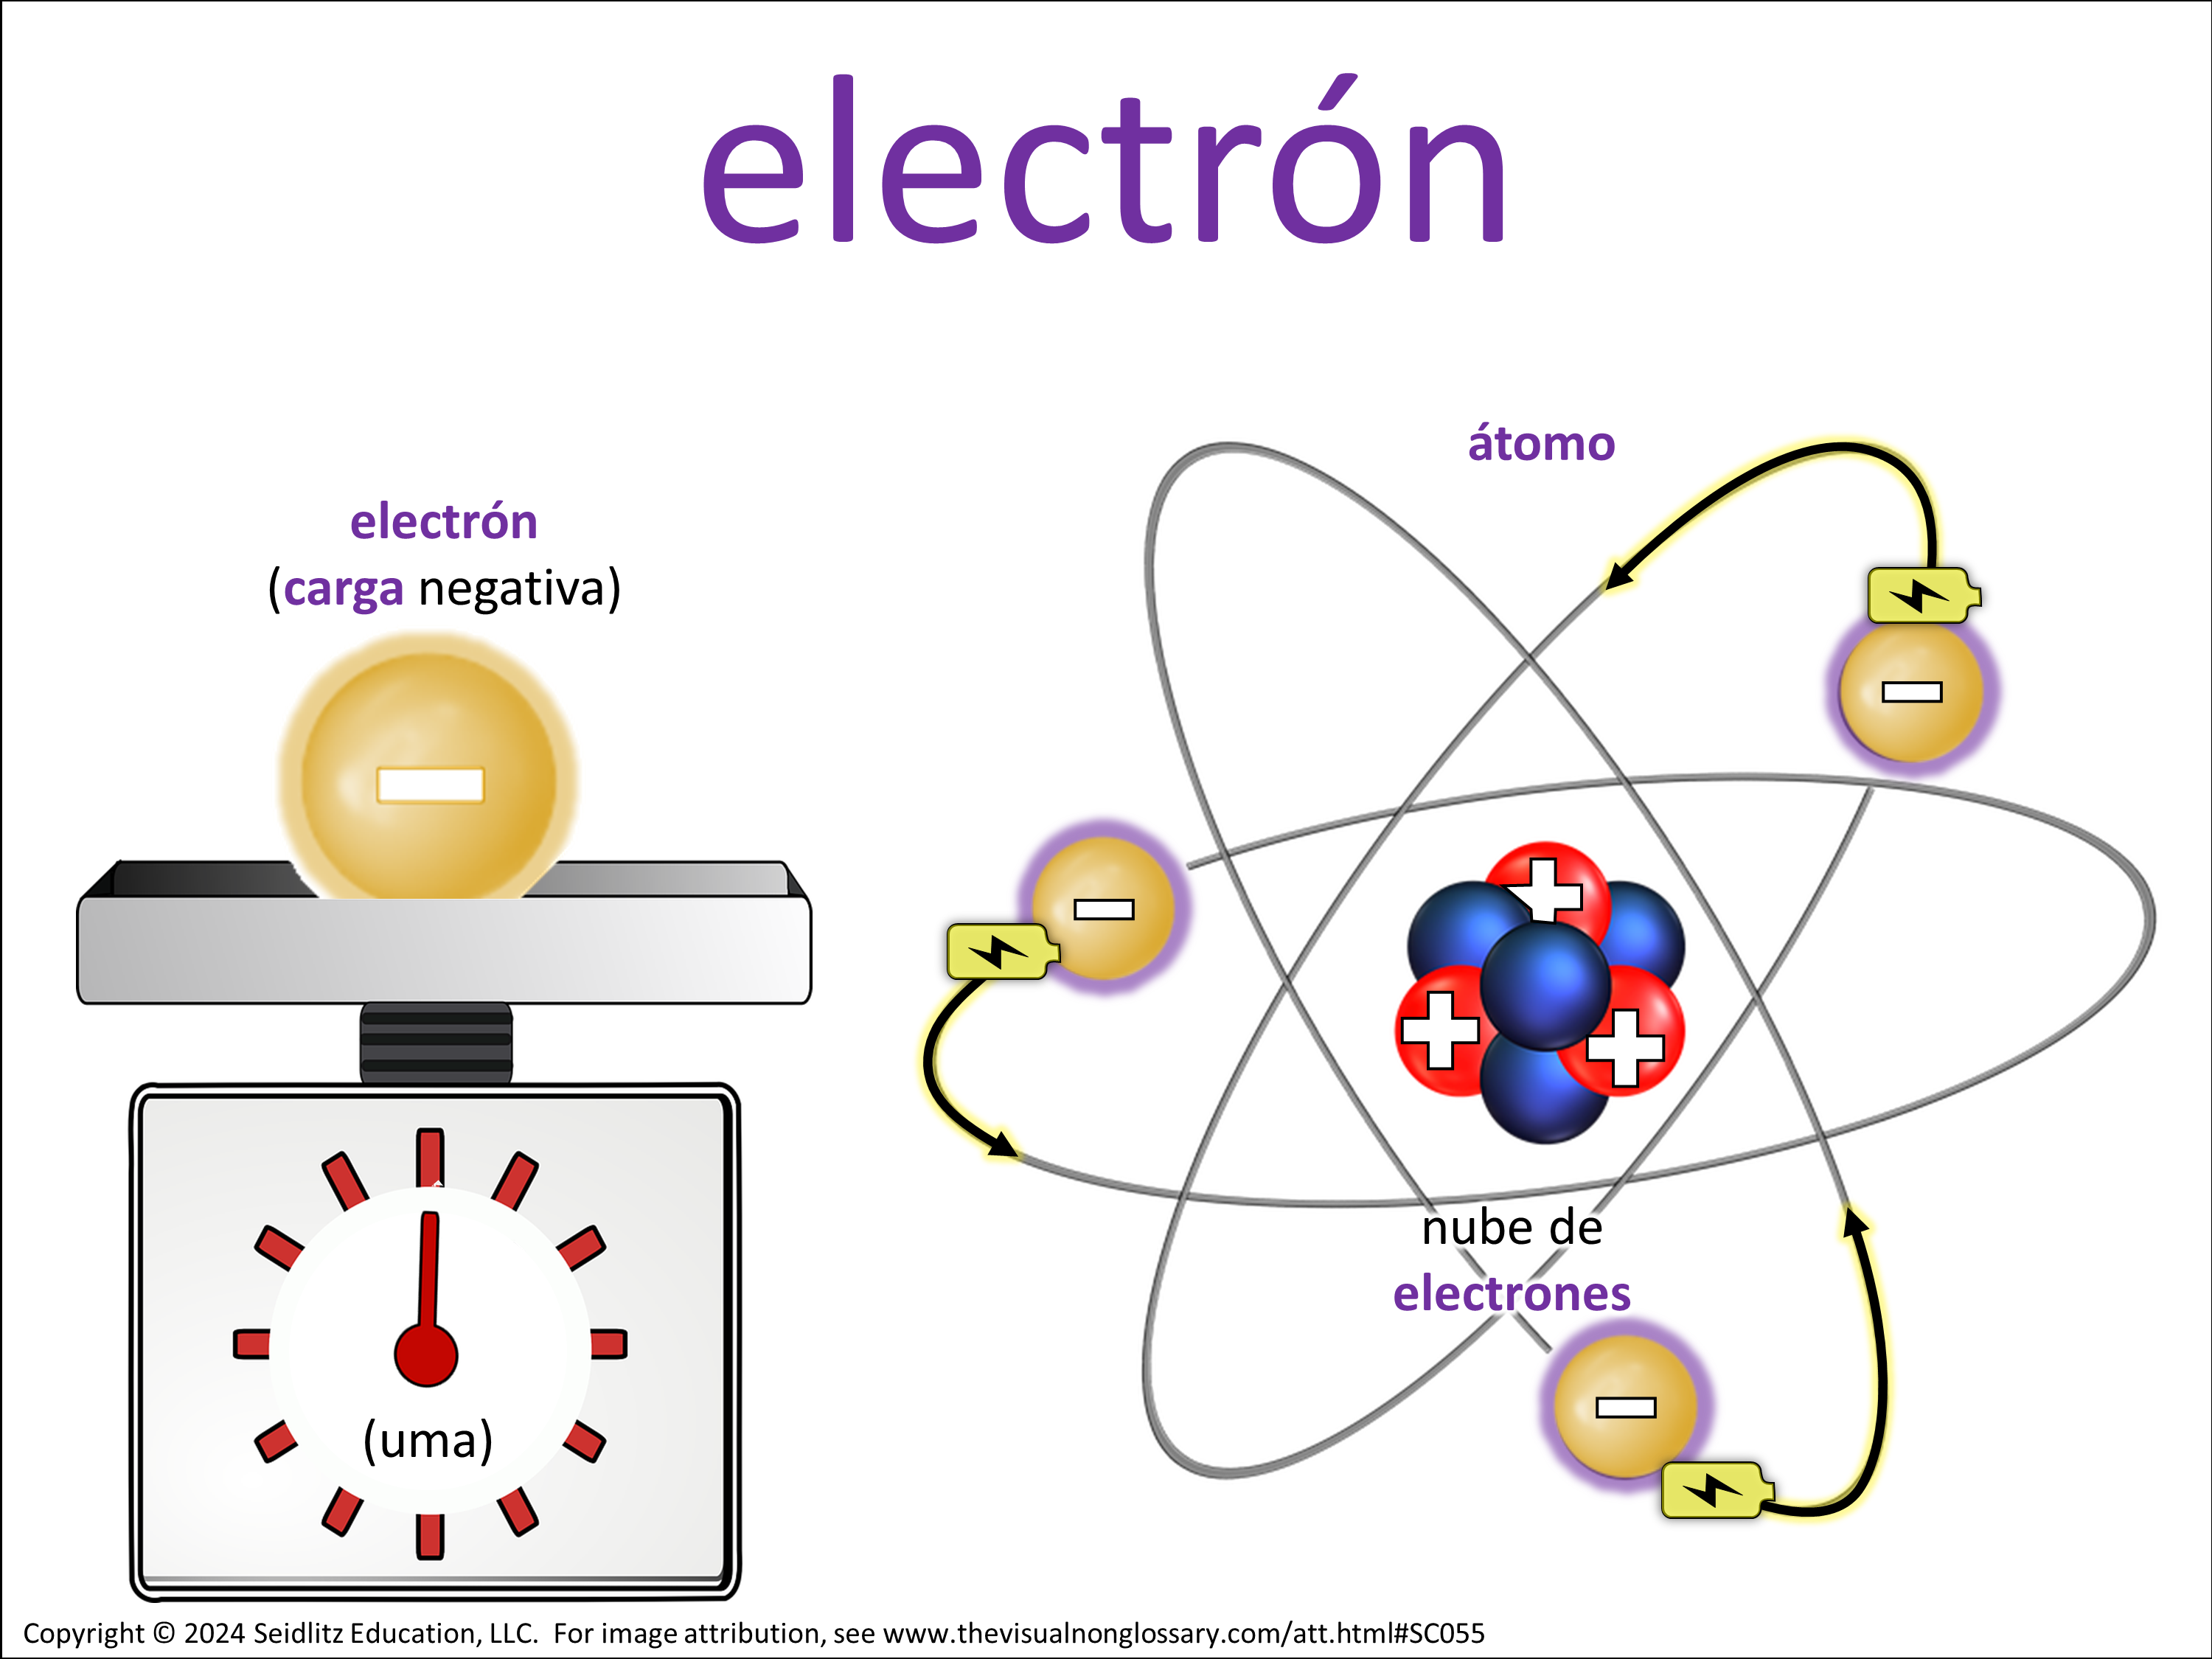 electrón
electrón
(carga negativa)
(uma)
átomo
nube de
electrones
Copyright © 2024 Seidlitz Education, LLC.  For image attribution, see www.thevisualnonglossary.com/att.html#SC055